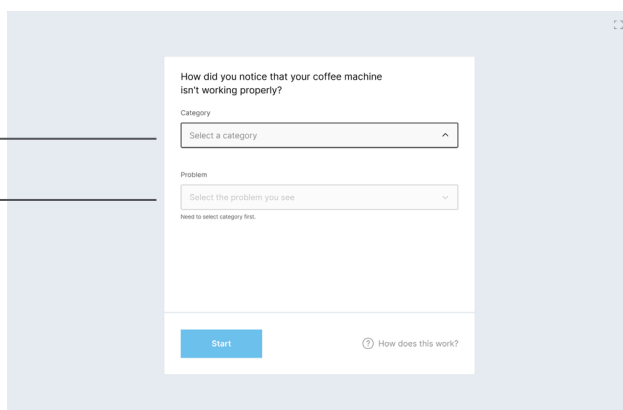 How did you notice that your coffee machine
isn't working properly?
Category
Select a category
Problem
Select the problem you see
Need to select category first.
Start
? How does this work?